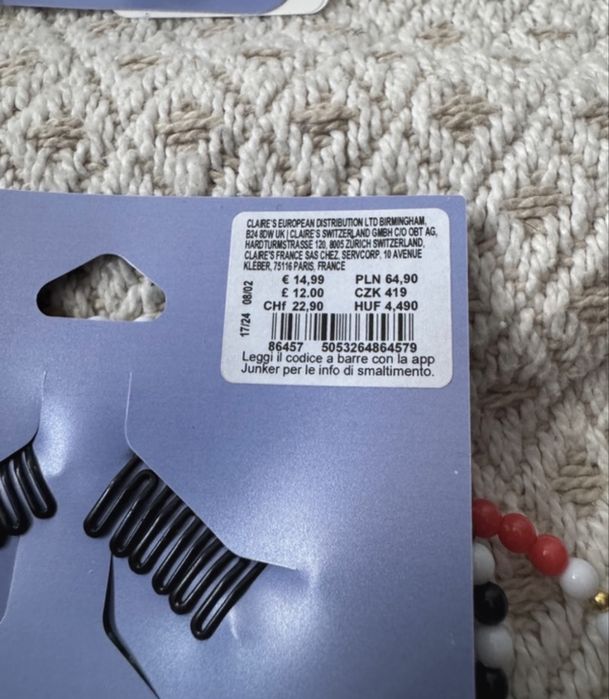 CLAIRE'S EUROPEAN DISTRIBUTION LTD BIRMINGHAM,
B24 8DW UK | CLAIRE'S SWITZERLAND GMBH C/O OBT AG,
HARDTURMSTRASSE 120, 8005 ZURICH SWITZERLAND,
CLAIRE'S FRANCE SAS CHEZ, SERVCORP, 10 AVENUE
KLEBER, 75116 PARIS, FRANCE
17/24 08/02
€ 14,99 PLN 64,90
£ 12.00 CZK 419
CHf 22,90 HUF 4,490
86457 5053264864579
Leggi il codice a barre con la app
Junker per le info di smaltimento.